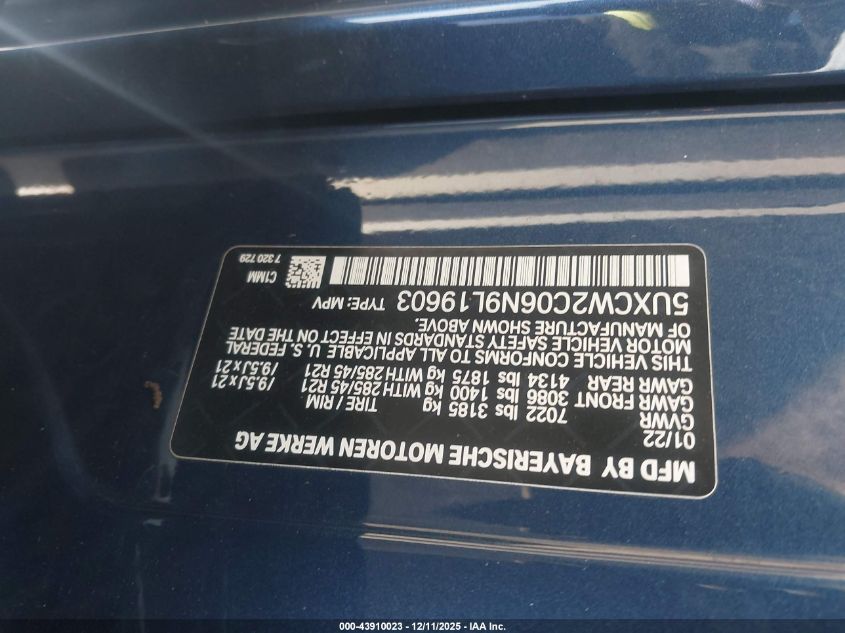 MFD BY BAYERISCHE MOTOREN WERKE AG
01/22
GVWR 7022 lbs 3185 kg TIRE / RIM
GAWR FRONT 3086 lbs 1400 kg WITH 285/45 R21 /9.5J x 21
GAWR REAR 4134 lbs 1875 kg WITH 285/45 R21 /9.5J x 21
THIS VEHICLE CONFORMS TO ALL APPLICABLE U. S. FEDERAL
MOTOR VEHICLE SAFETY STANDARDS IN EFFECT ON THE DATE
OF MANUFACTURE SHOWN ABOVE.
5UXCW2C06N9L19603 TYPE: MPV
C1MM
7 320 729
000-43910023 - 12/11/2025 - IAA Inc.